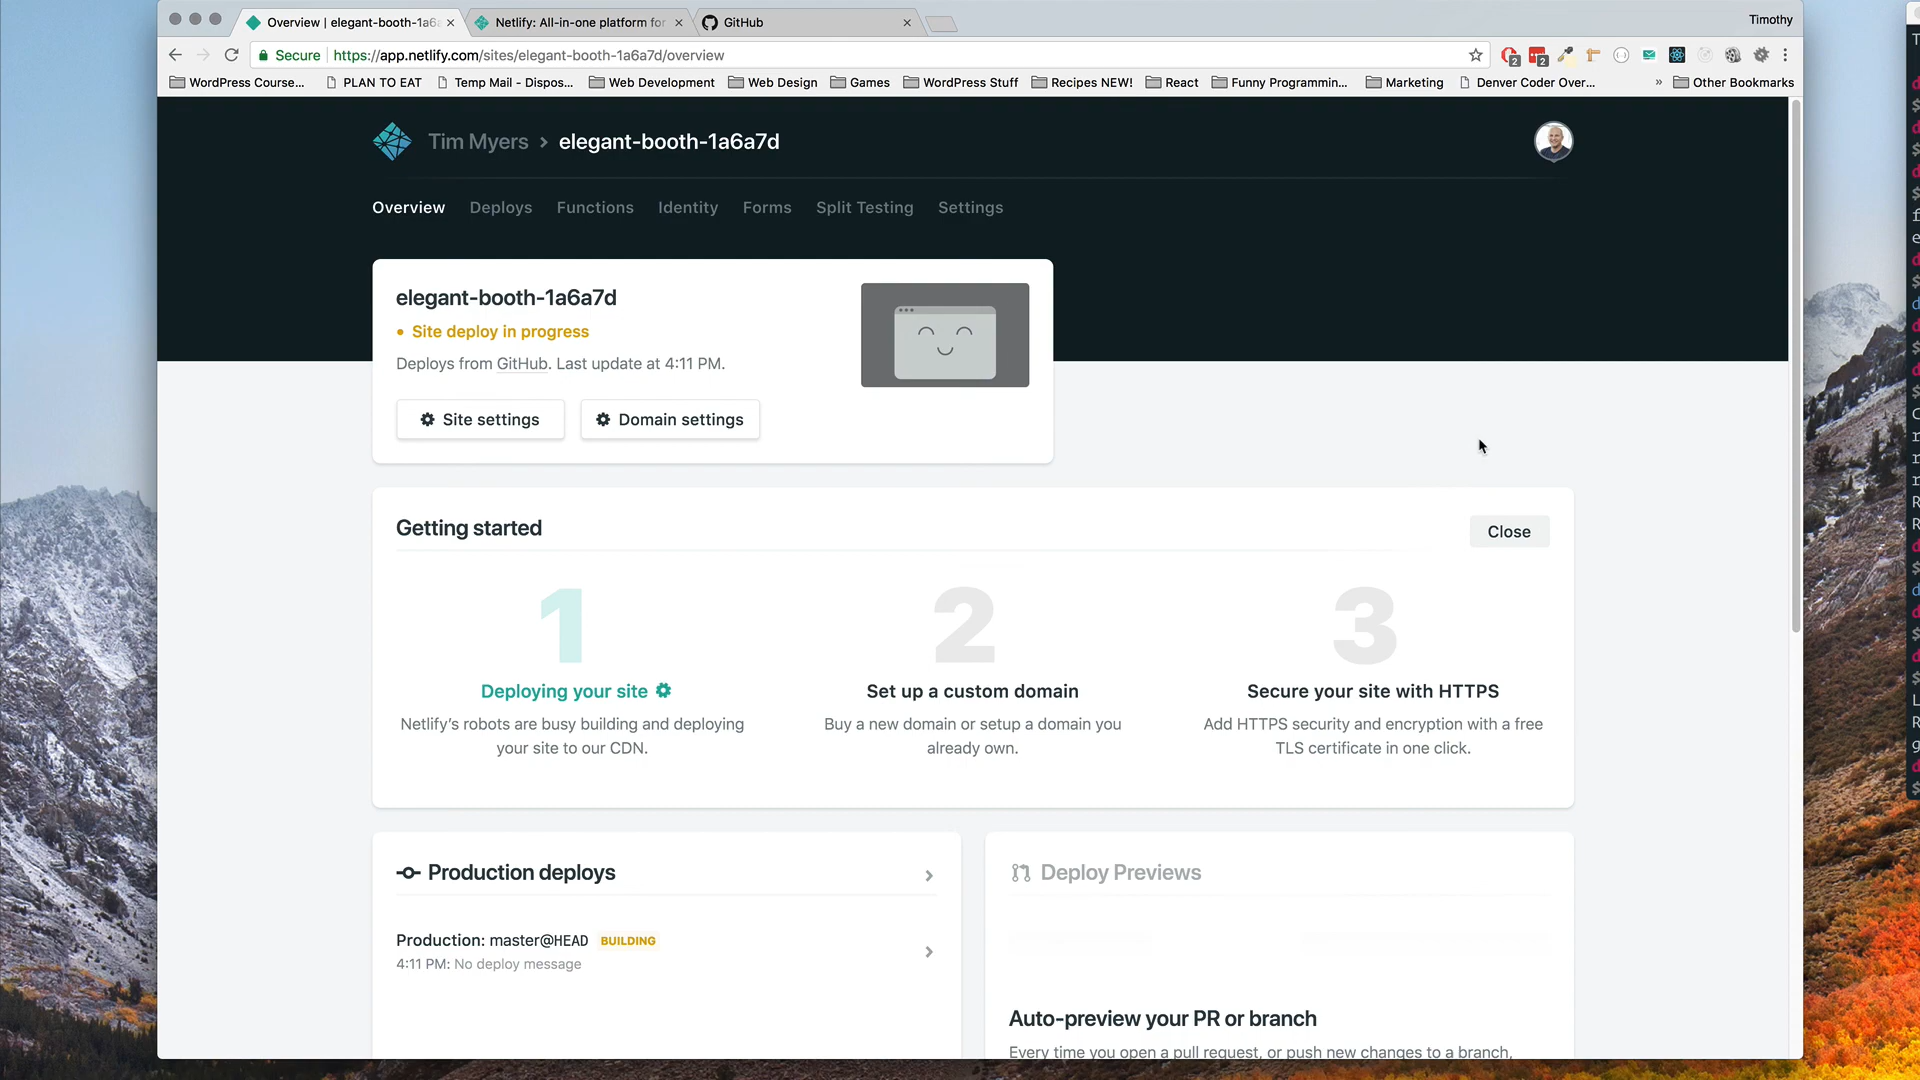 Overview | elegant-booth-1a6a
Netlify: All-in-one platform for
GitHub
Timothy
Secure
https://app.netlify.com/sites/elegant-booth-1a6a7d/overview
2
2
WordPress Course...
PLAN TO EAT
Temp Mail - Dispos...
Web Development
Web Design
Games
WordPress Stuff
Recipes NEW!
React
Funny Programmin...
Marketing
Denver Coder Over...
»
Other Bookmarks
Tim Myers > elegant-booth-1a6a7d
Overview
Deploys
Functions
Identity
Forms
Split Testing
Settings
elegant-booth-1a6a7d
• Site deploy in progress
Deploys from GitHub. Last update at 4:11 PM.
Site settings
Domain settings
Getting started
Close
1
2
3
Deploying your site
Set up a custom domain
Secure your site with HTTPS
Netlify's robots are busy building and deploying
your site to our CDN.
Buy a new domain or setup a domain you
already own.
Add HTTPS security and encryption with a free
TLS certificate in one click.
Production deploys
Deploy Previews
Production: master@HEAD BUILDING
4:11 PM: No deploy message
Auto-preview your PR or branch
Every time you open a pull request, or push new changes to a branch,